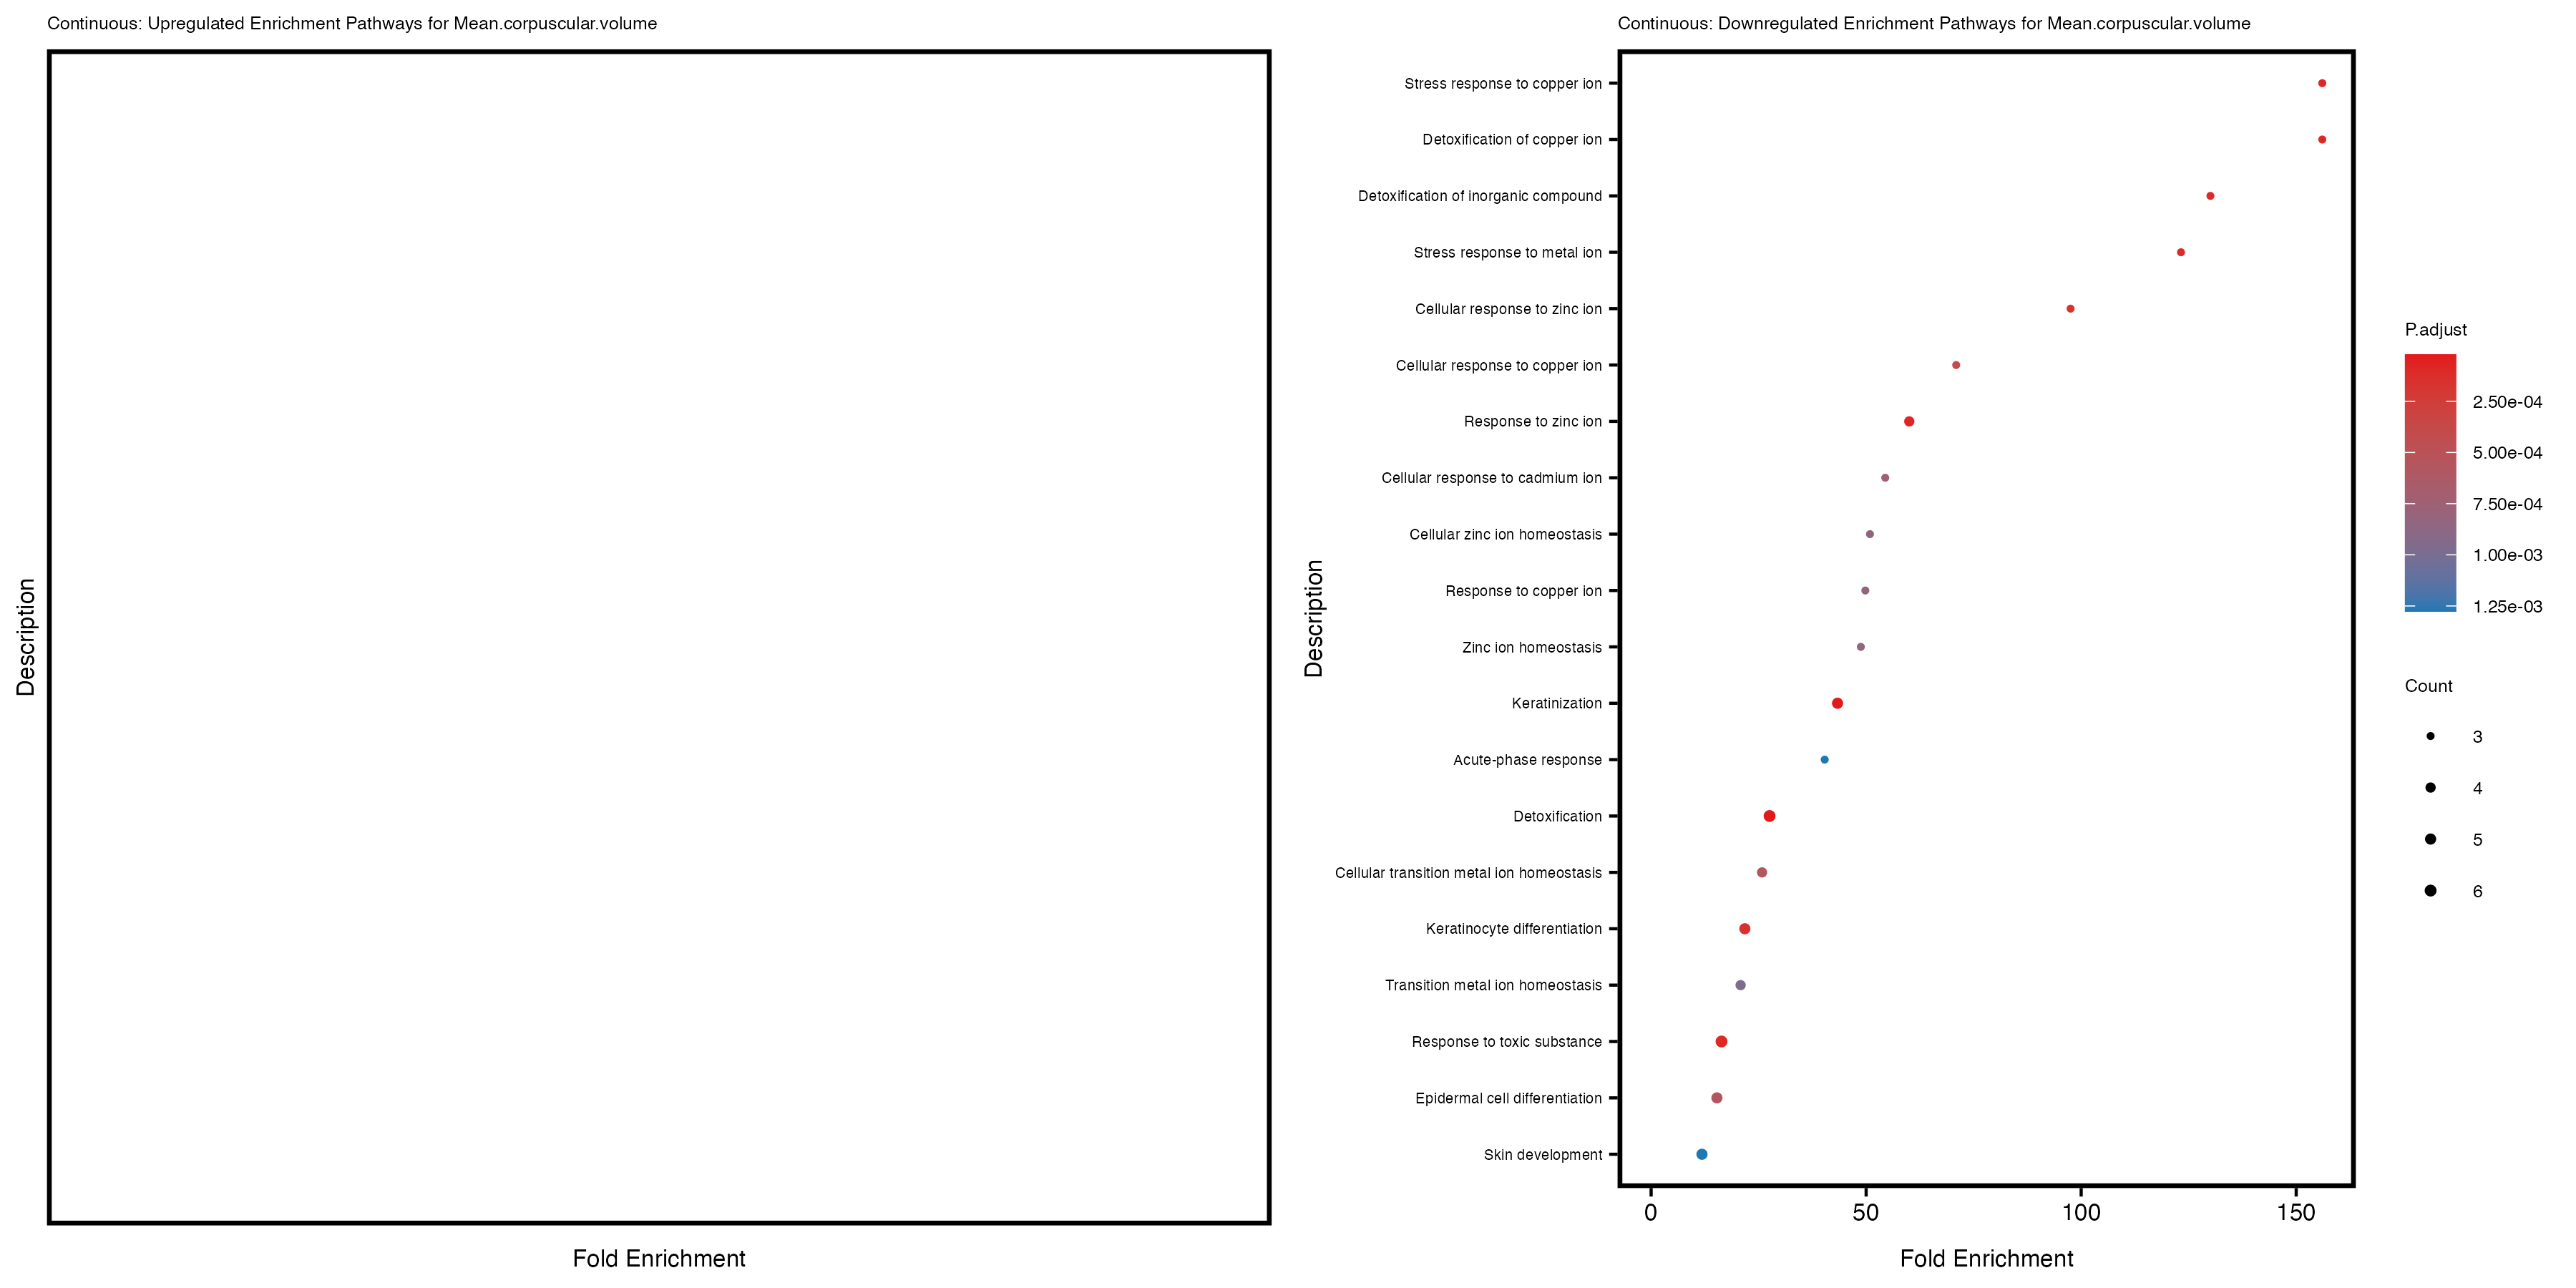 Continuous: Upregulated Enrichment Pathways for Mean.corpuscular.volume
Description
Fold Enrichment
Continuous: Downregulated Enrichment Pathways for Mean.corpuscular.volume
Description
Stress response to copper ion
Detoxification of copper ion
Detoxification of inorganic compound
Stress response to metal ion
Cellular response to zinc ion
Cellular response to copper ion
Response to zinc ion
Cellular response to cadmium ion
Cellular zinc ion homeostasis
Response to copper ion
Zinc ion homeostasis
Keratinization
Acute-phase response
Detoxification
Cellular transition metal ion homeostasis
Keratinocyte differentiation
Transition metal ion homeostasis
Response to toxic substance
Epidermal cell differentiation
Skin development
0 50 100 150
Fold Enrichment
P.adjust
2.50e-04
5.00e-04
7.50e-04
1.00e-03
1.25e-03
Count
3
4
5
6